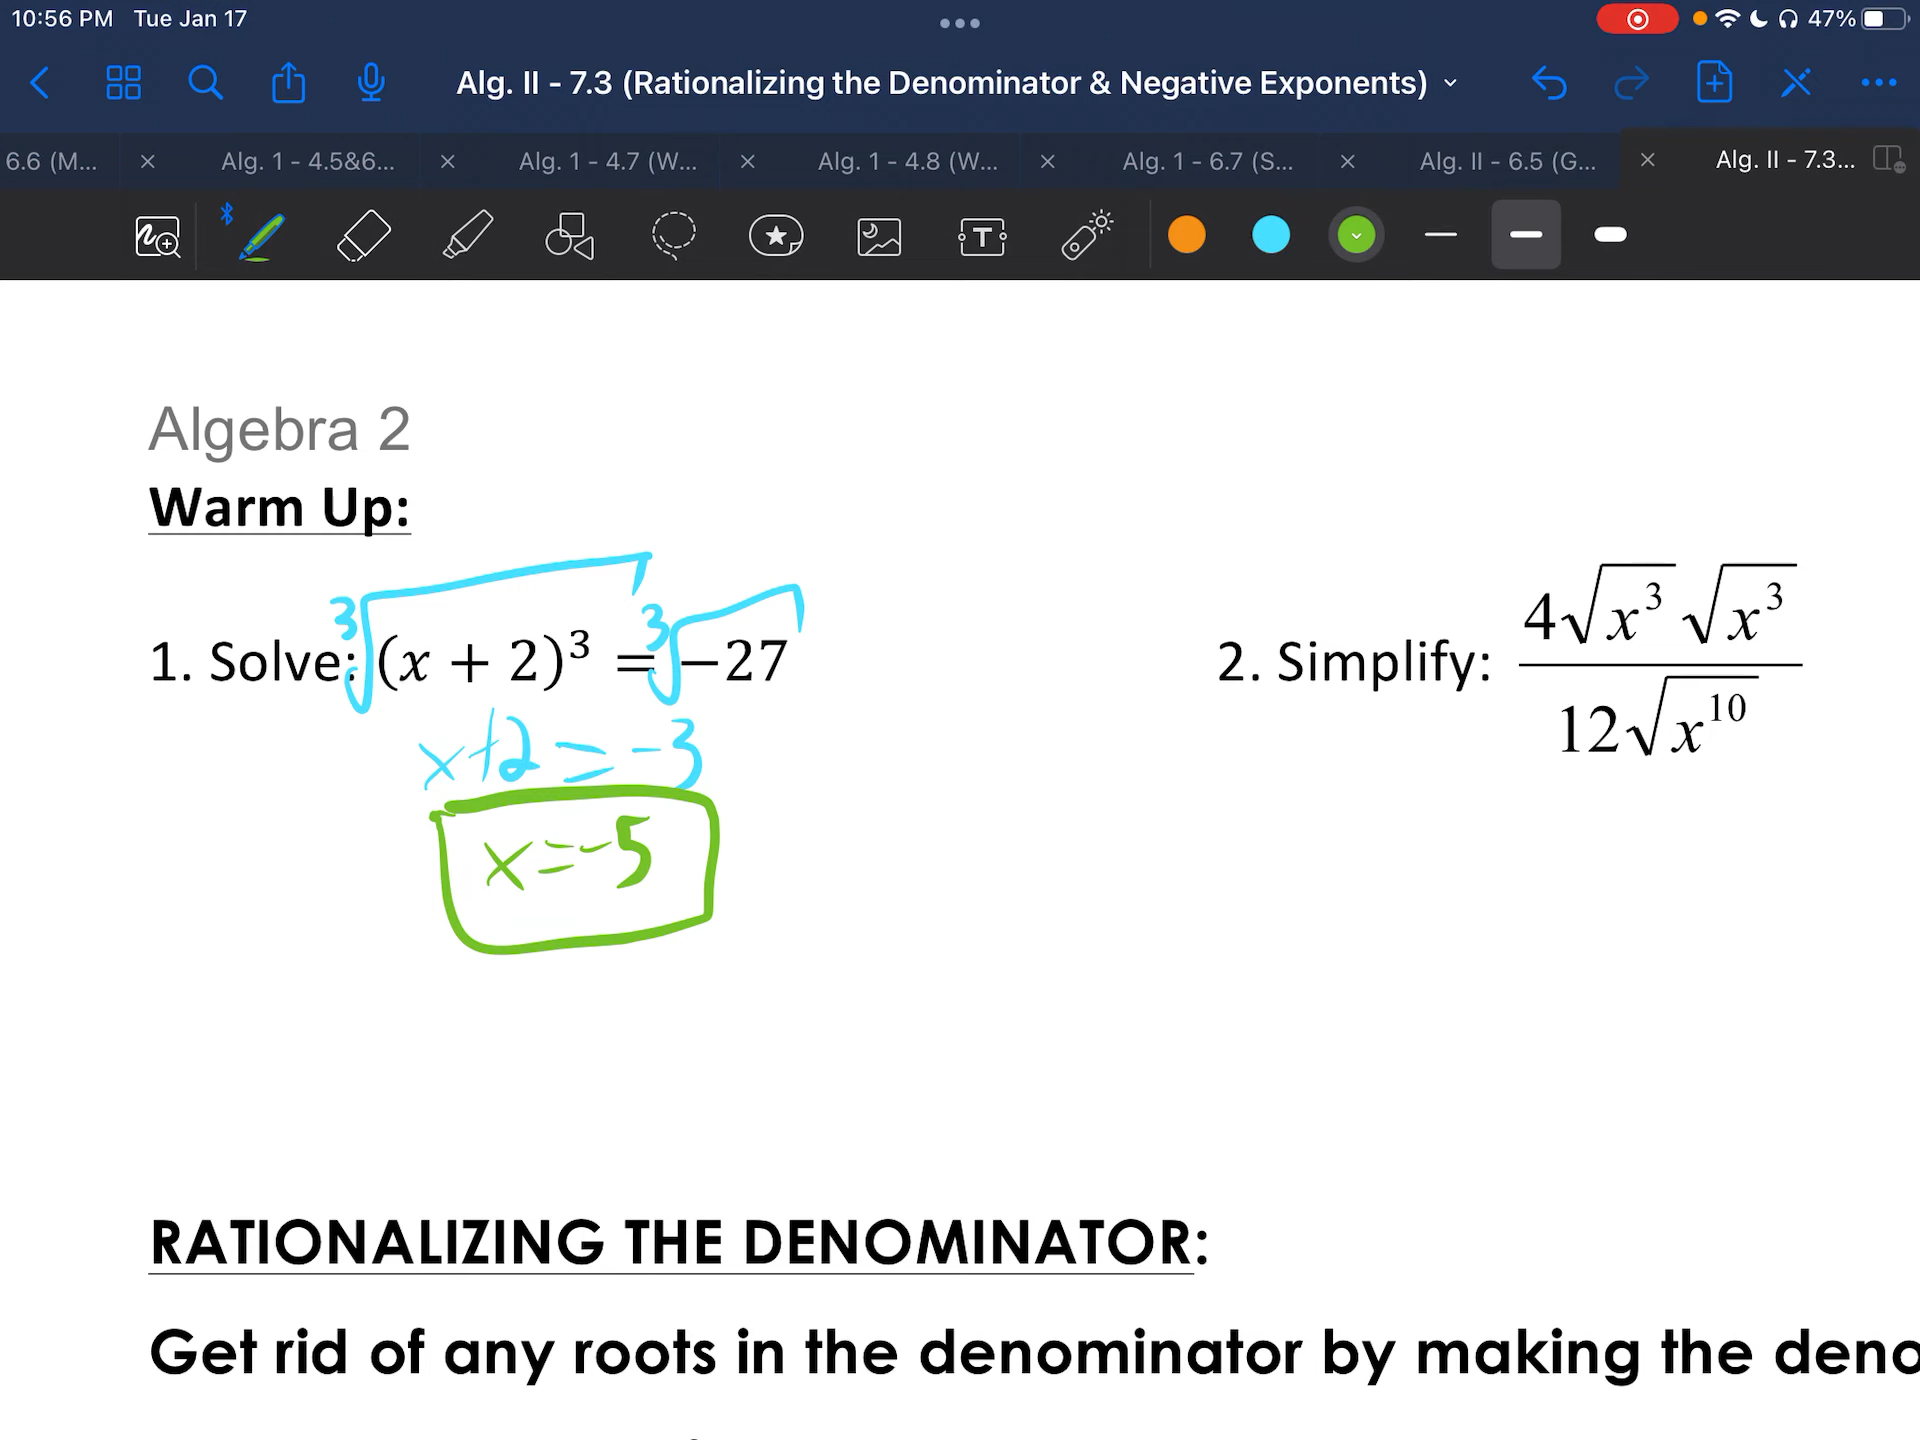 10:56 PM Tue Jan 17 47%
Alg. II - 7.3 (Rationalizing the Denominator & Negative Exponents)
6.6 (M... Alg. 1 - 4.5&6... Alg. 1 - 4.7 (W... Alg. 1 - 4.8 (W... Alg. 1 - 6.7 (S... Alg. II - 6.5 (G... Alg. II - 7.3...
Algebra 2
Warm Up:
1. Solve: ∛(x + 2)³ = ∛−27
x+2 = -3
x = -5
2. Simplify: 4√x³ √x³ / 12√x¹⁰
RATIONALIZING THE DENOMINATOR:
Get rid of any roots in the denominator by making the deno